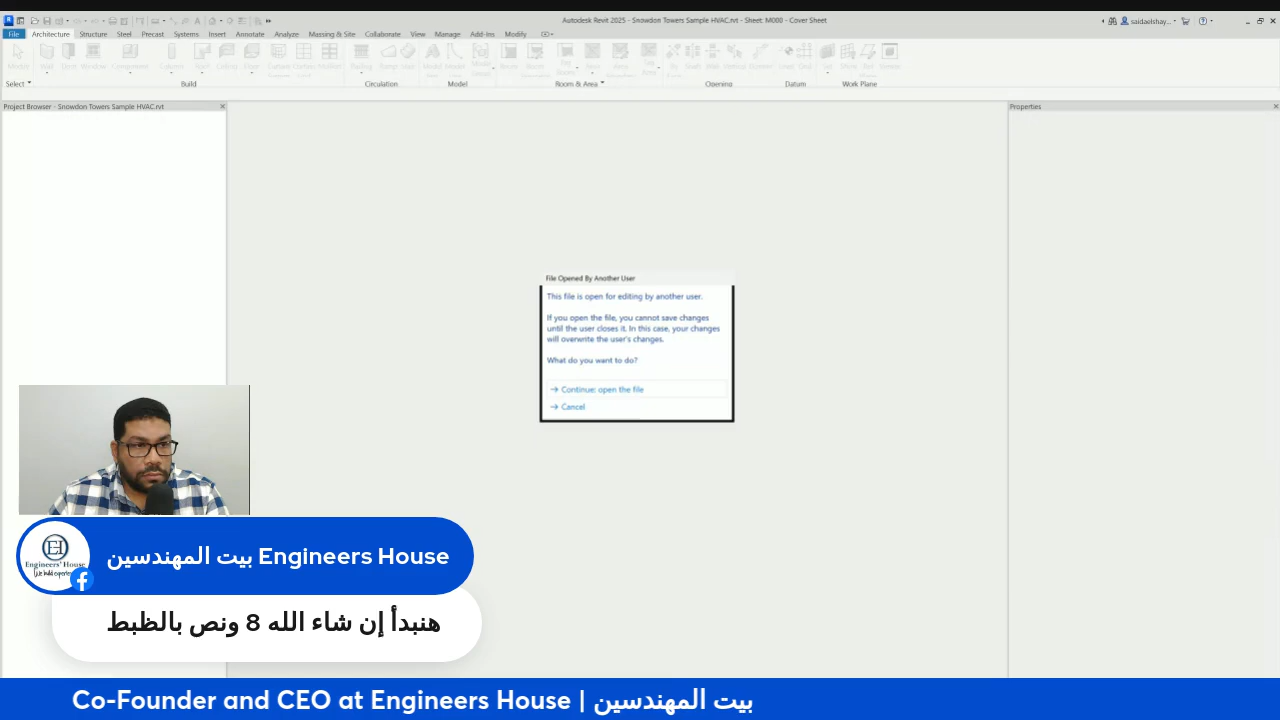 Autodesk Revit 2025 - Snowdon Towers Sample HVAC.rvt - Sheet: M000 - Cover Sheet
saidaelshay...
File Architecture Structure Steel Precast Systems Insert Annotate Analyze Massing & Site Collaborate View Manage Add-Ins Modify
Select Build Circulation Model Room & Area Opening Datum Work Plane
Project Browser - Snowdon Towers Sample HVAC.rvt
Properties
File Opened By Another User
This file is open for editing by another user.
If you open the file, you cannot save changes
until the user closes it. In this case, your changes
will overwrite the user's changes.
What do you want to do?
→ Continue: open the file
→ Cancel
EH
Engineers' House
بيت المهندسين Engineers House
هنبدأ إن شاء الله 8 ونص بالظبط
Co-Founder and CEO at Engineers House | بيت المهندسين